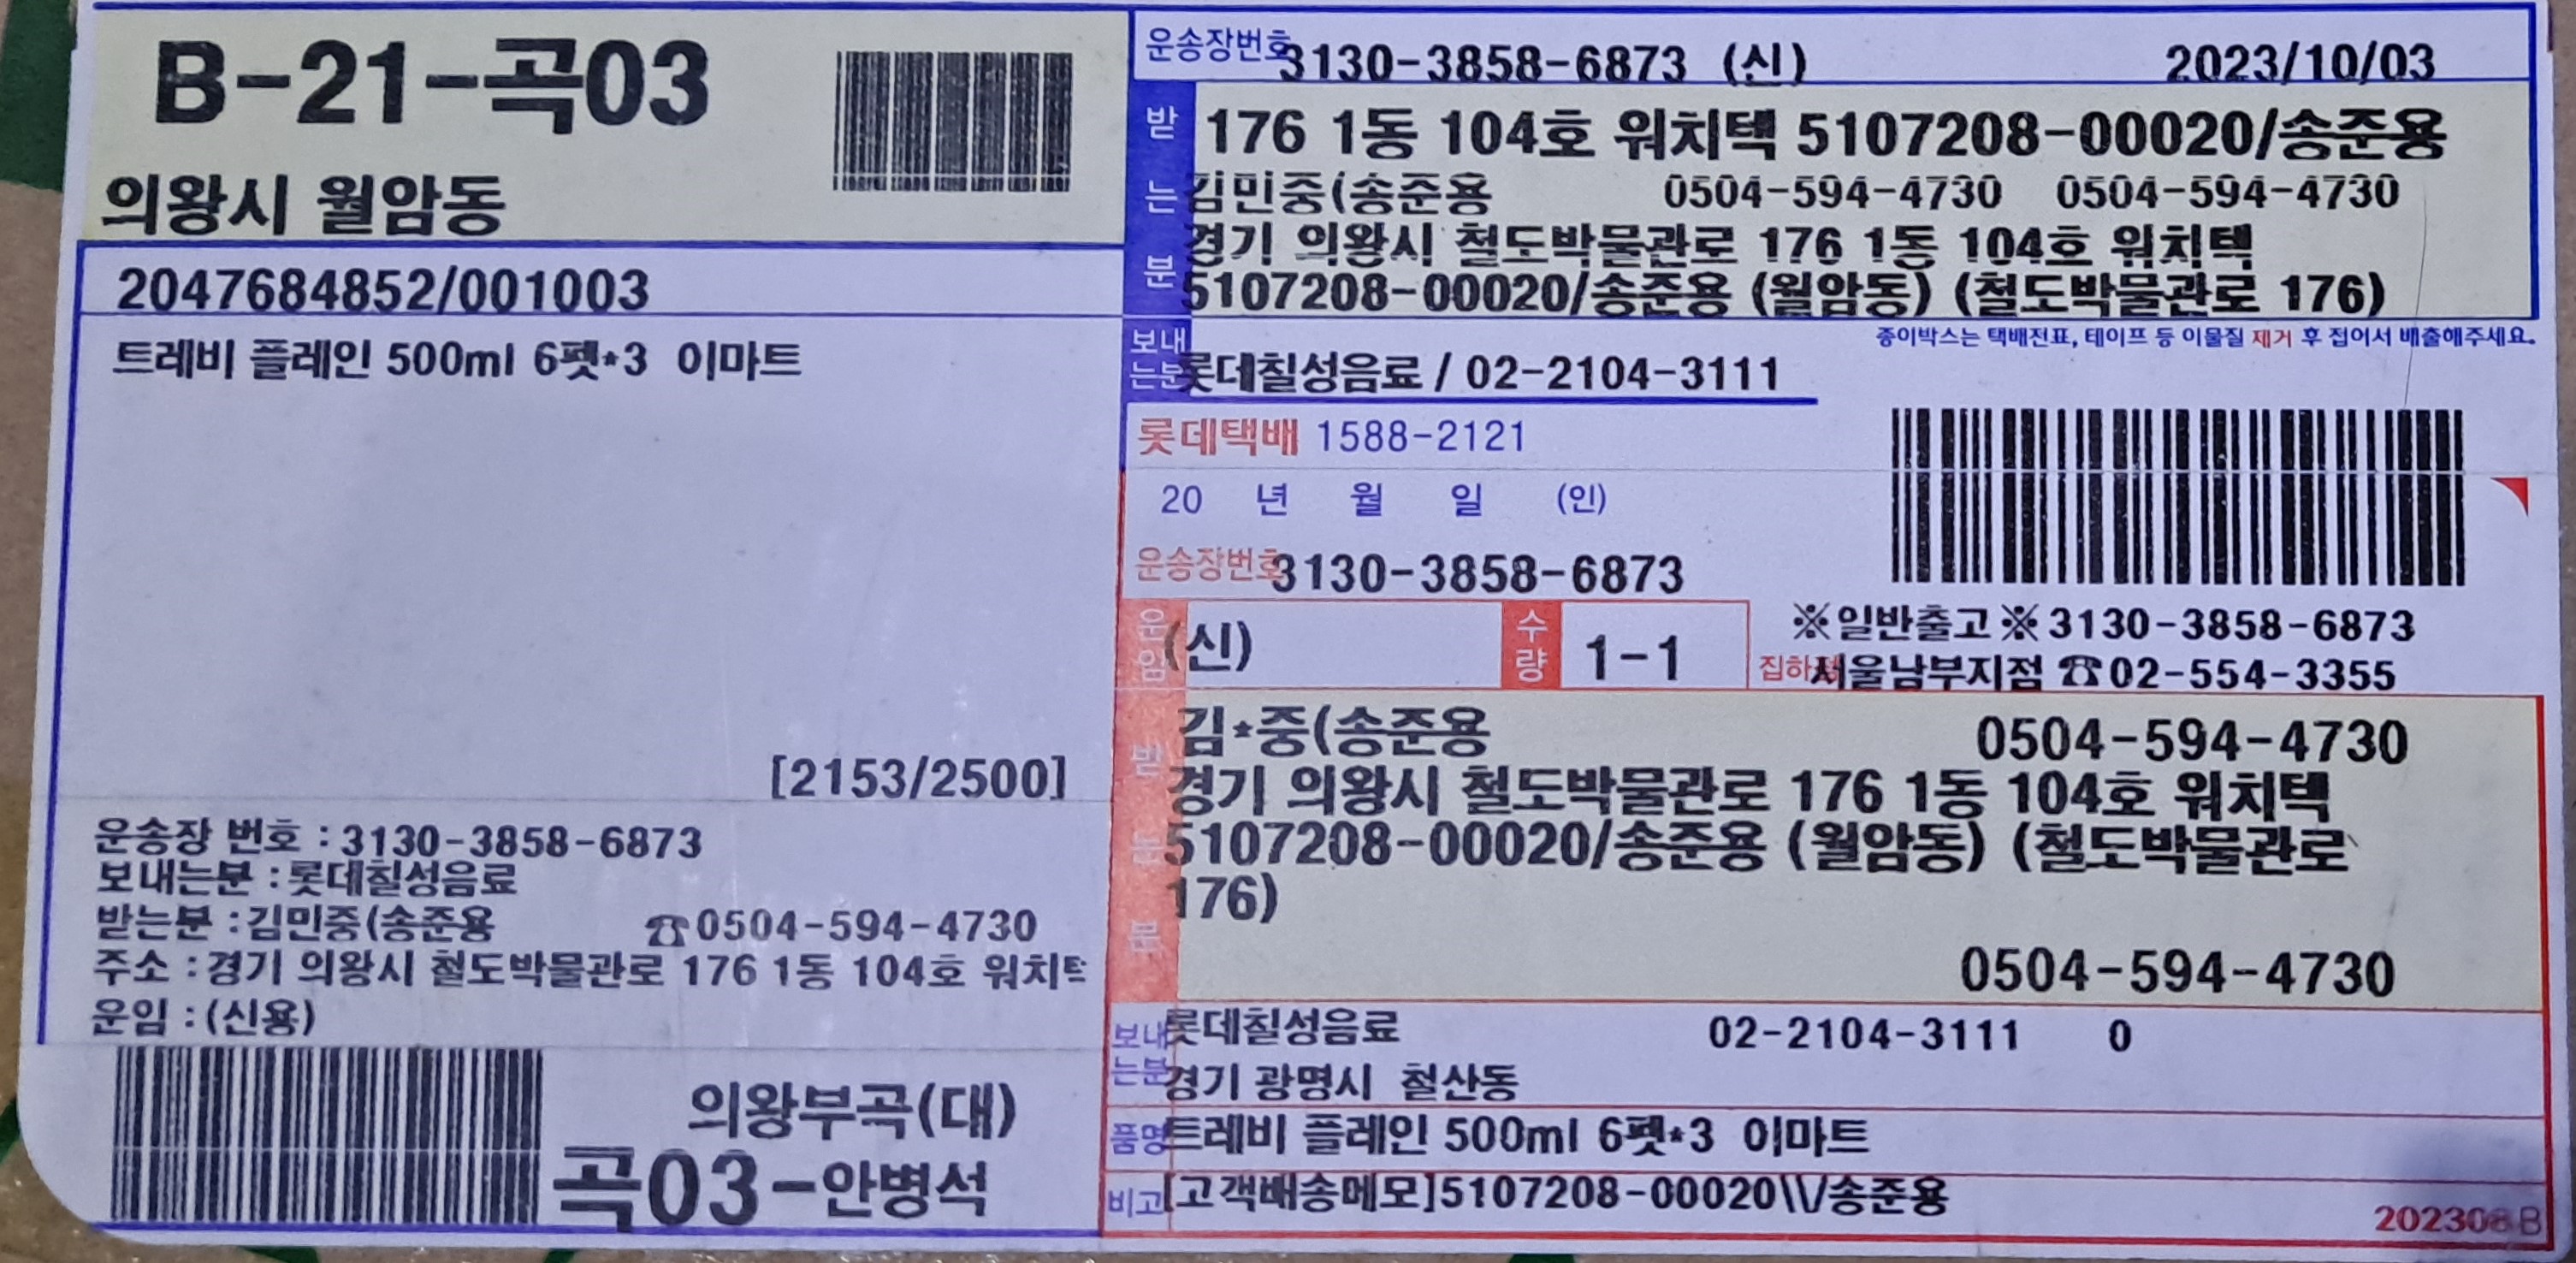 B-21-곡03
의왕시 월암동
2047684852/001003
트레비 플레인 500ml 6펫*3 이마트
[2153/2500]
운송장 번호 : 3130-3858-6873
보내는분 : 롯데칠성음료
받는분 : 김민중(송준용 ☎0504-594-4730
주소 : 경기 의왕시 철도박물관로 176 1동 104호 워치
운임 : (신용)
의왕부곡(대)
곡03-안병석
운송장번호 3130-3858-6873 (신) 2023/10/03
받는분
176 1동 104호 워치텍 5107208-00020/송준용
김민중(송준용 0504-594-4730 0504-594-4730
경기 의왕시 철도박물관로 176 1동 104호 워치텍
5107208-00020/송준용 (월암동) (철도박물관로 176)
종이박스는 택배전표, 테이프 등 이물질 제거 후 접어서 배출해주세요.
보내는분 롯데칠성음료 / 02-2104-3111
롯데택배 1588-2121
20 년 월 일 (인)
운송장번호 3130-3858-6873
운임 (신) 수량 1-1
※일반출고※3130-3858-6873
집하 서울남부지점 ☎02-554-3355
받는분
김*중(송준용 0504-594-4730
경기 의왕시 철도박물관로 176 1동 104호 워치텍
5107208-00020/송준용 (월암동) (철도박물관로
176)
0504-594-4730
보내는분 롯데칠성음료 02-2104-3111 0
경기 광명시 철산동
품명 트레비 플레인 500ml 6펫*3 이마트
비고 [고객배송메모]5107208-00020\\/송준용